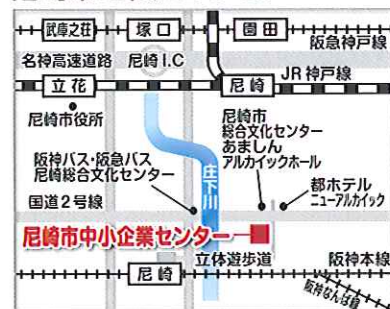 武庫之荘
塚口
園田
阪急神戸線
名神高速道路
尼崎I.C
JR神戸線
立花
尼崎
尼崎市役所
尼崎市
総合文化センター
あましん
アルカイックホール
阪神バス・阪急バス
尼崎総合文化センター
庄下川
都ホテル
ニューアルカイック
国道2号線
尼崎市中小企業センター
立体遊歩道
阪神本線
尼崎
阪神なんば線